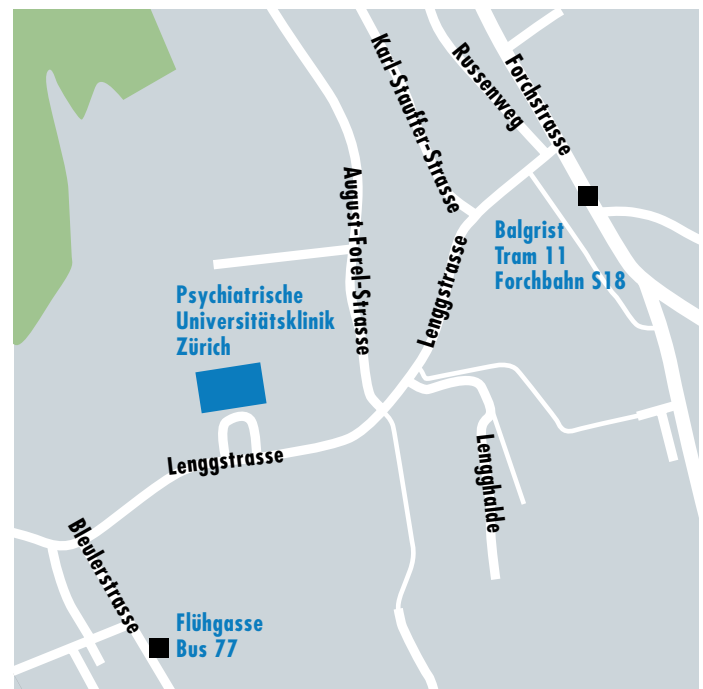 Karl-Stauffer-Strasse
Russenweg
Forchstrasse
August-Forel-Strasse
Balgrist
Tram 11
Forchbahn S18
Lenggstrasse
Psychiatrische
Universitätsklinik
Zürich
Lenggstrasse
Lengghalde
Bleulerstrasse
Flühgasse
Bus 77